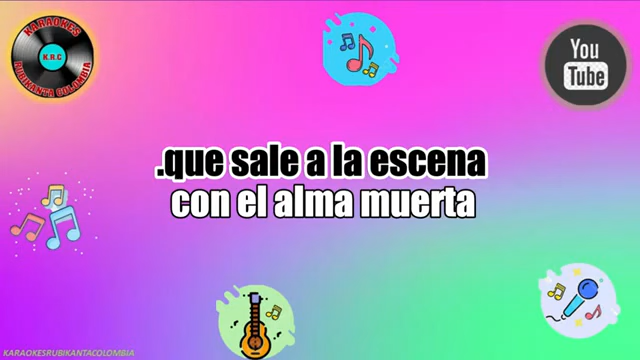 KARAOKES
K.R.C
RUBIKANTA COLOMBIA
You
Tube
.que sale a la escena
con el alma muerta
KARAOKESRUBIKANTACOLOMBIA